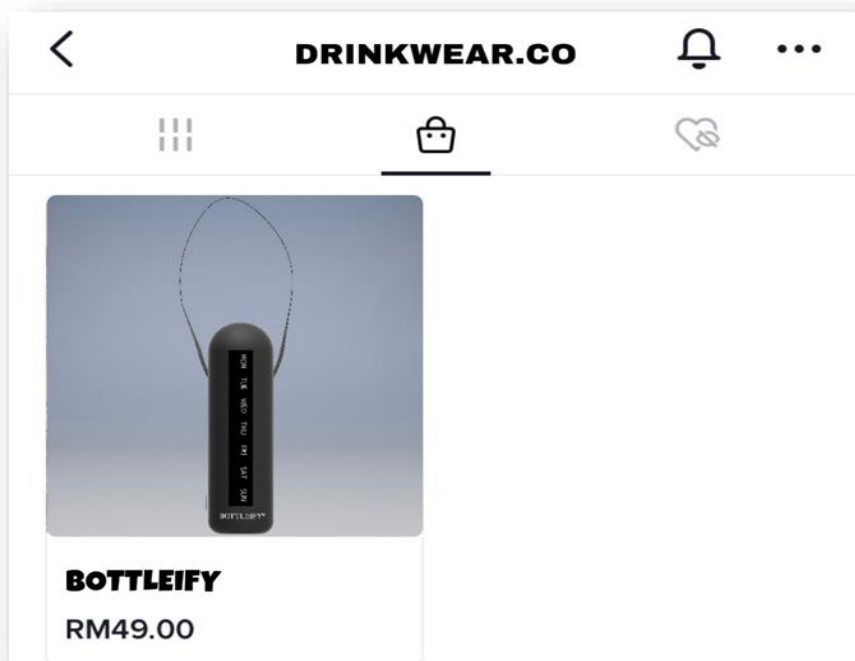 DRINKWEAR.CO
MON TUE WED THU FRI SAT SUN
BOTTLEIFY
BOTTLEIFY
RM49.00